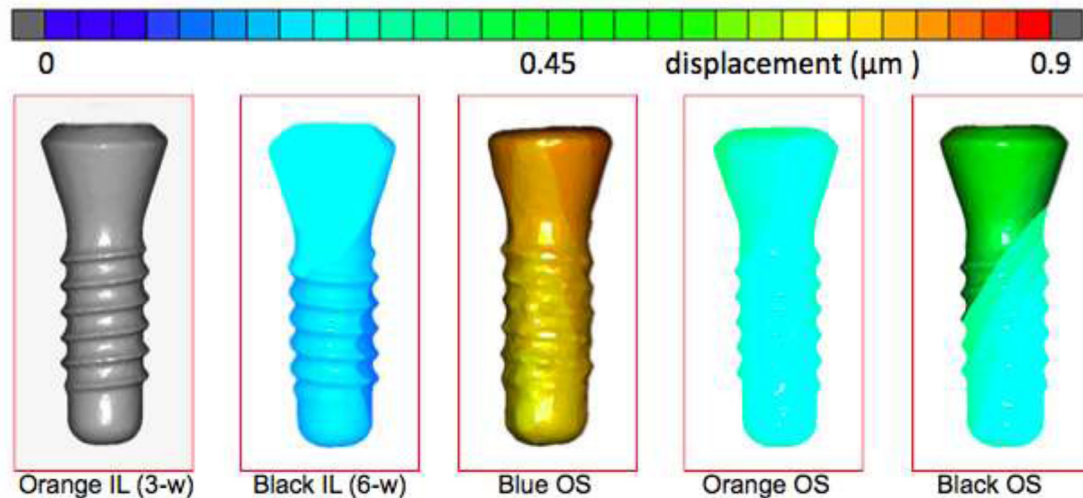 0 0.45 displacement (μm ) 0.9
Orange IL (3-w) Black IL (6-w) Blue OS Orange OS Black OS